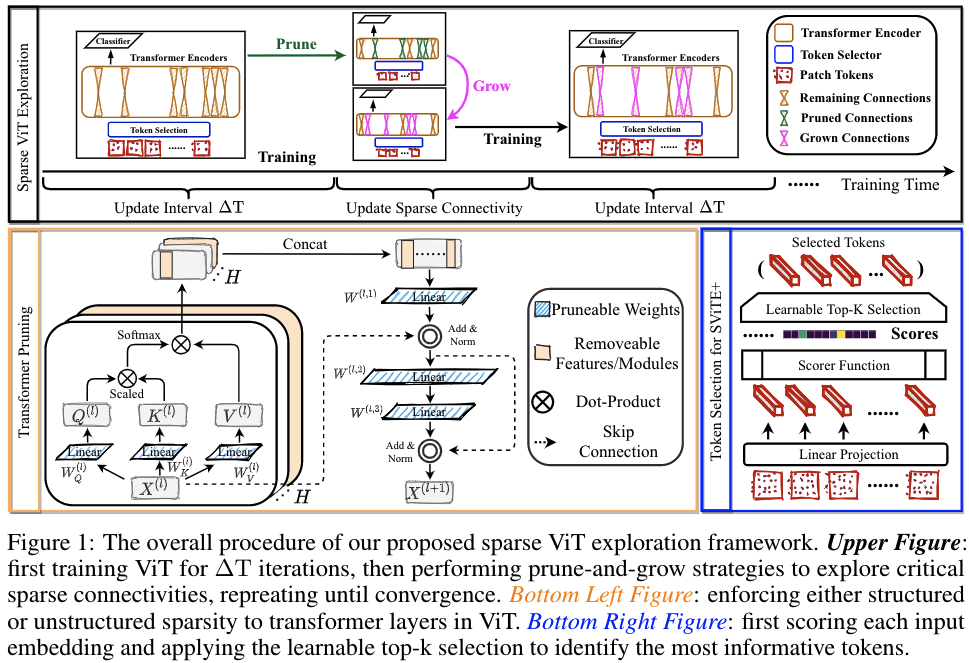 Sparse ViT Exploration
Classifier
Transformer Encoders
Token Selection
Prune
Grow
Training
Training
Classifier
Transformer Encoders
Token Selection
Transformer Encoder
Token Selector
Patch Tokens
Remaining Connections
Pruned Connections
Grown Connections
Update Interval ΔT
Update Sparse Connectivity
Update Interval ΔT
...... Training Time
Transformer Pruning
Concat
H
Softmax
Scaled
Q^(l)
K^(l)
V^(l)
Linear
Linear
Linear
W_Q^(l)
W_K^(l)
W_V^(l)
X^(l)
H
W^(l,1)
Linear
Add &
Norm
W^(l,2)
Linear
W^(l,3)
Linear
Add &
Norm
X^(l+1)
Pruneable Weights
Removeable
Features/Modules
Dot-Product
Skip
Connection
Token Selection for SViTE+
Selected Tokens
( ... )
Learnable Top-K Selection
...... Scores
Scorer Function
......
Linear Projection
......
Figure 1: The overall procedure of our proposed sparse ViT exploration framework. Upper Figure:
first training ViT for ΔT iterations, then performing prune-and-grow strategies to explore critical
sparse connectivities, repreating until convergence. Bottom Left Figure: enforcing either structured
or unstructured sparsity to transformer layers in ViT. Bottom Right Figure: first scoring each input
embedding and applying the learnable top-k selection to identify the most informative tokens.